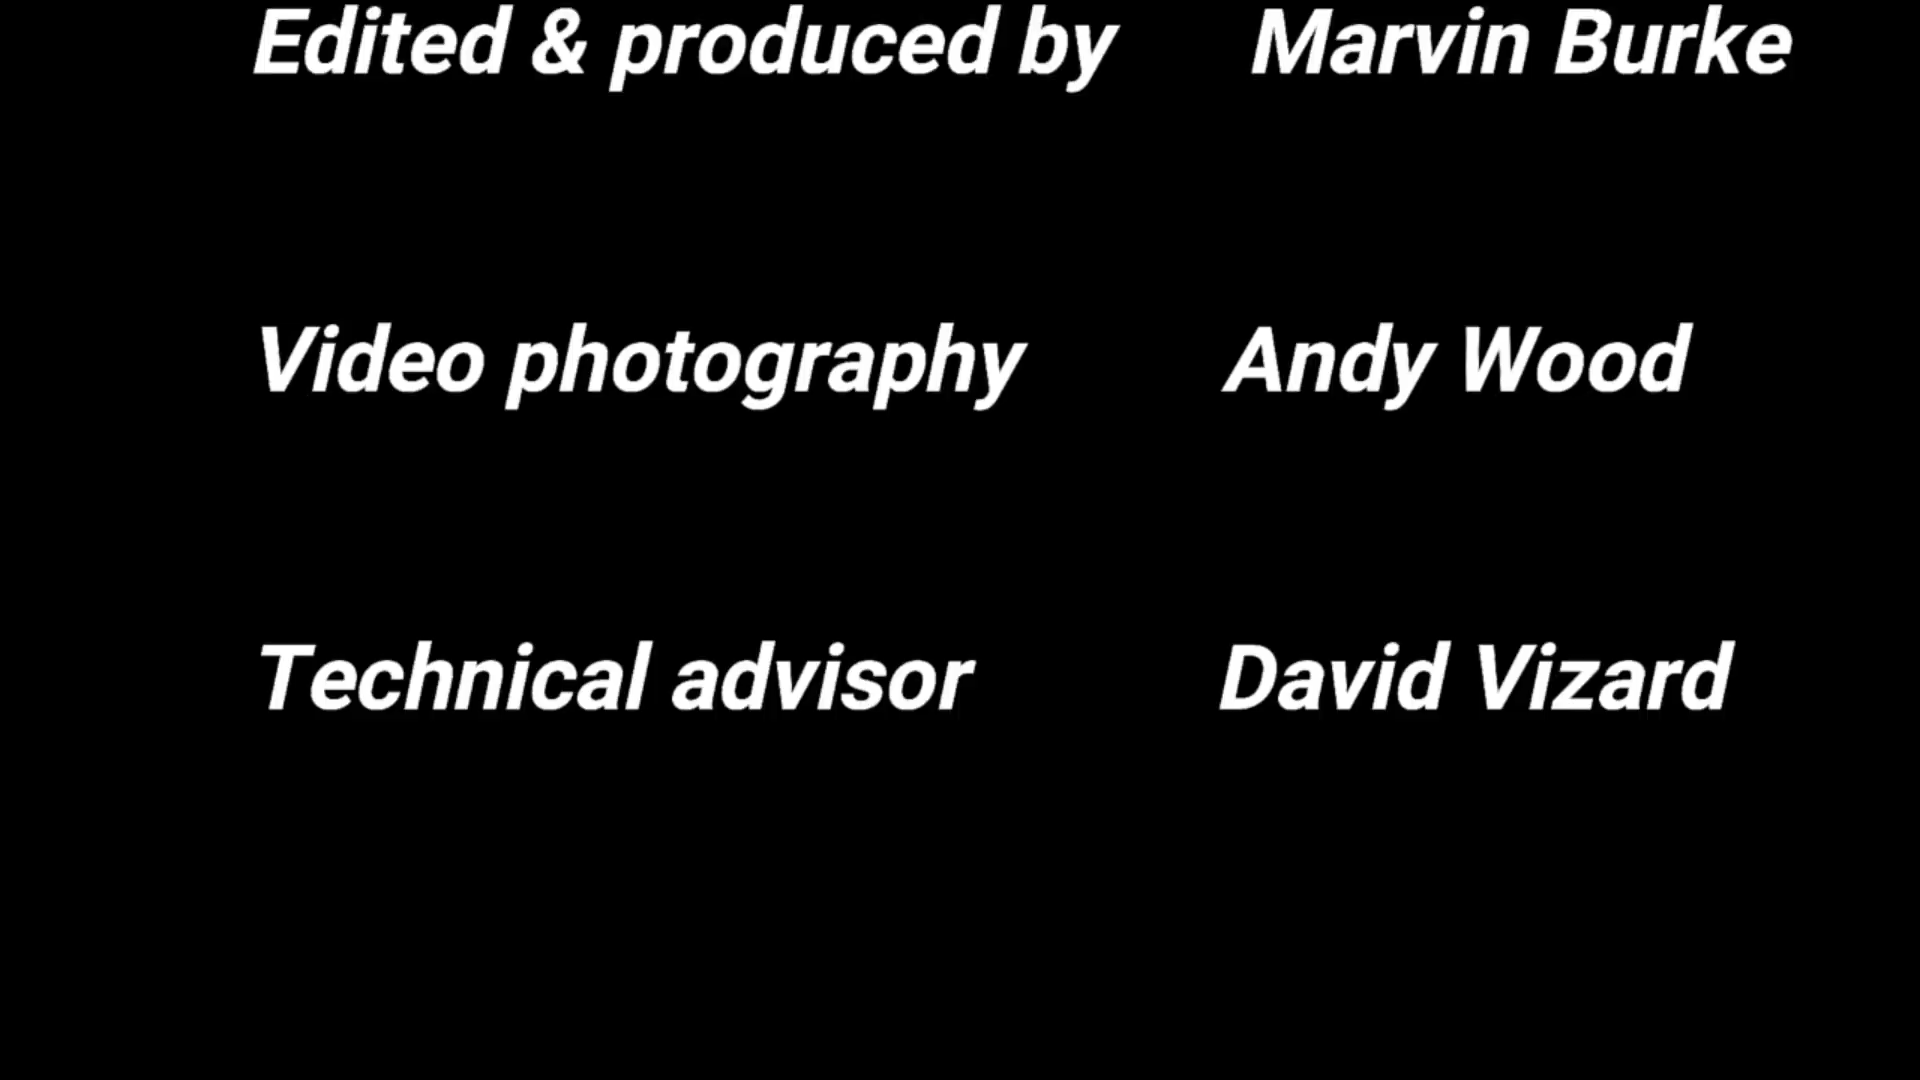 Edited & produced by Marvin Burke
Video photography Andy Wood
Technical advisor David Vizard